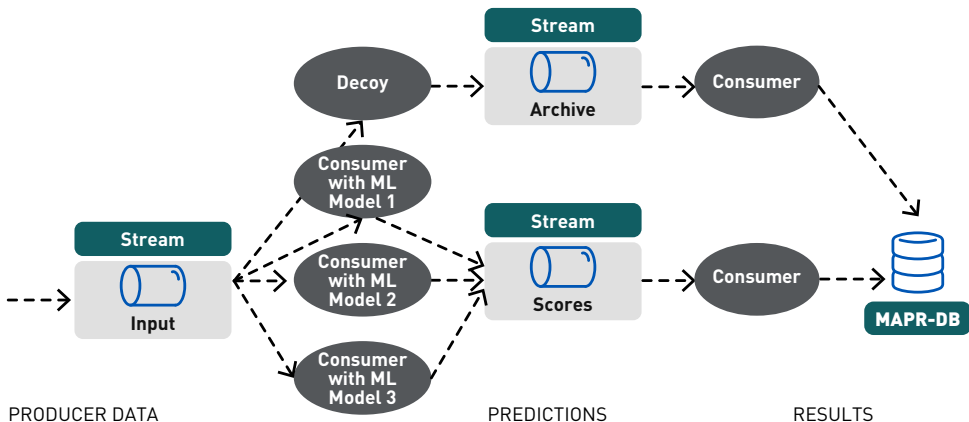 Stream
Decoy
Archive
Consumer
Consumer
with ML
Model 1
Stream
Input
Consumer
with ML
Model 2
Stream
Scores
Consumer
MAPR-DB
Consumer
with ML
Model 3
PRODUCER DATA
PREDICTIONS
RESULTS